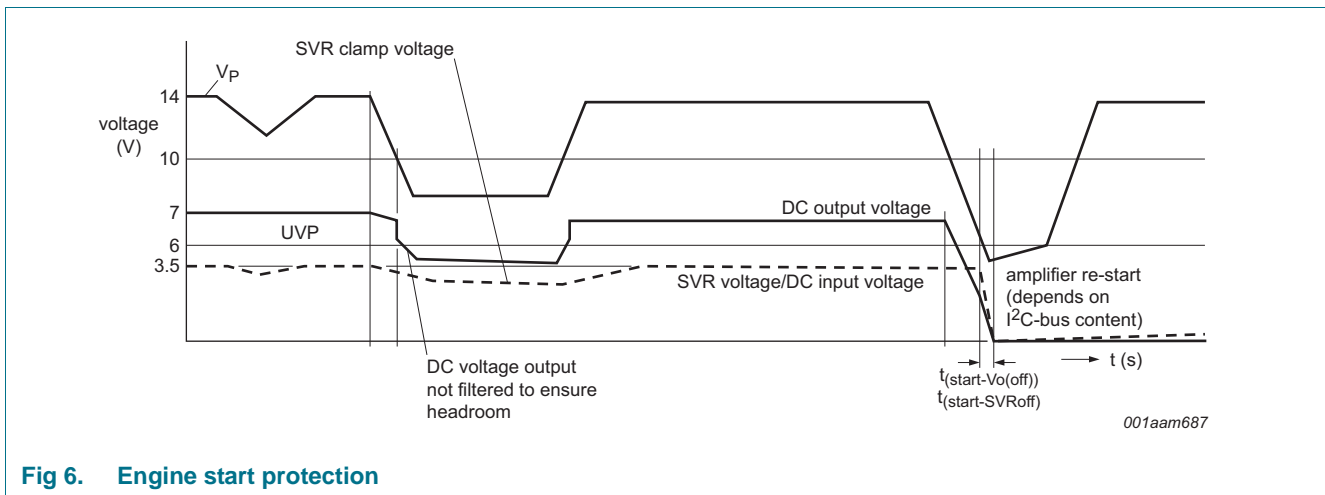 SVR clamp voltage
VP
14
voltage
(V)
10
7
DC output voltage
UVP
6
3.5
SVR voltage/DC input voltage
amplifier re-start
(depends on
I2C-bus content)
DC voltage output
not filtered to ensure
headroom
t (s)
t(start-Vo(off))
t(start-SVRoff)
001aam687
Fig 6. Engine start protection